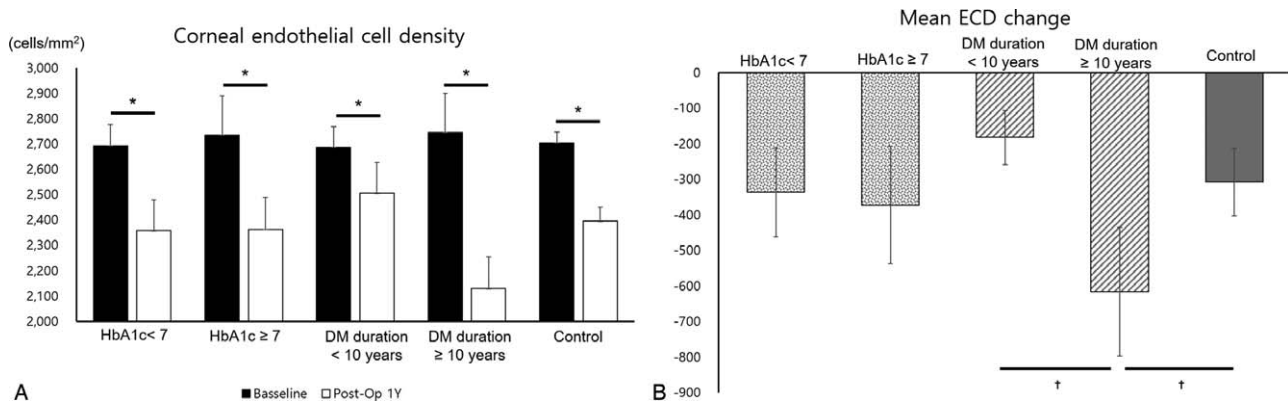 Corneal endothelial cell density
(cells/mm²)
3,000
2,900
2,800
2,700
2,600
2,500
2,400
2,300
2,200
2,100
2,000
*
*
*
*
*
HbA1c< 7
HbA1c ≥ 7
DM duration
< 10 years
DM duration
≥ 10 years
Control
A
Basseline
Post-Op 1Y
Mean ECD change
HbA1c< 7
HbA1c ≥ 7
DM duration
< 10 years
DM duration
≥ 10 years
Control
0
-100
-200
-300
-400
-500
-600
-700
-800
-900
†
†
B